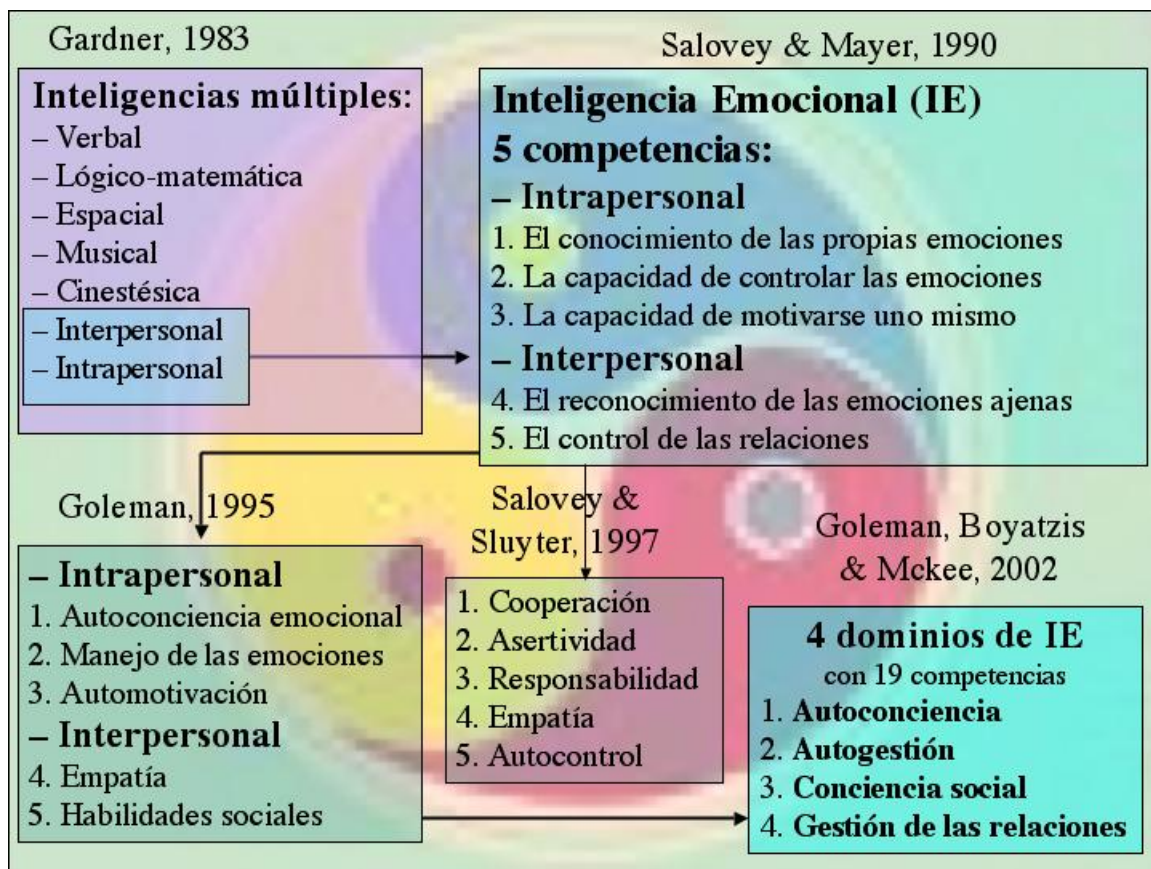 Gardner, 1983
Inteligencias múltiples:
– Verbal
– Lógico-matemática
– Espacial
– Musical
– Cinestésica
– Interpersonal
– Intrapersonal
Salovey & Mayer, 1990
Inteligencia Emocional (IE)
5 competencias:
– Intrapersonal
1. El conocimiento de las propias emociones
2. La capacidad de controlar las emociones
3. La capacidad de motivarse uno mismo
– Interpersonal
4. El reconocimiento de las emociones ajenas
5. El control de las relaciones
Goleman, 1995
– Intrapersonal
1. Autoconciencia emocional
2. Manejo de las emociones
3. Automotivación
– Interpersonal
4. Empatía
5. Habilidades sociales
Salovey &
Sluyter, 1997
1. Cooperación
2. Asertividad
3. Responsabilidad
4. Empatía
5. Autocontrol
Goleman, Boyatzis
& Mckee, 2002
4 dominios de IE
con 19 competencias
1. Autoconciencia
2. Autogestión
3. Conciencia social
4. Gestión de las relaciones